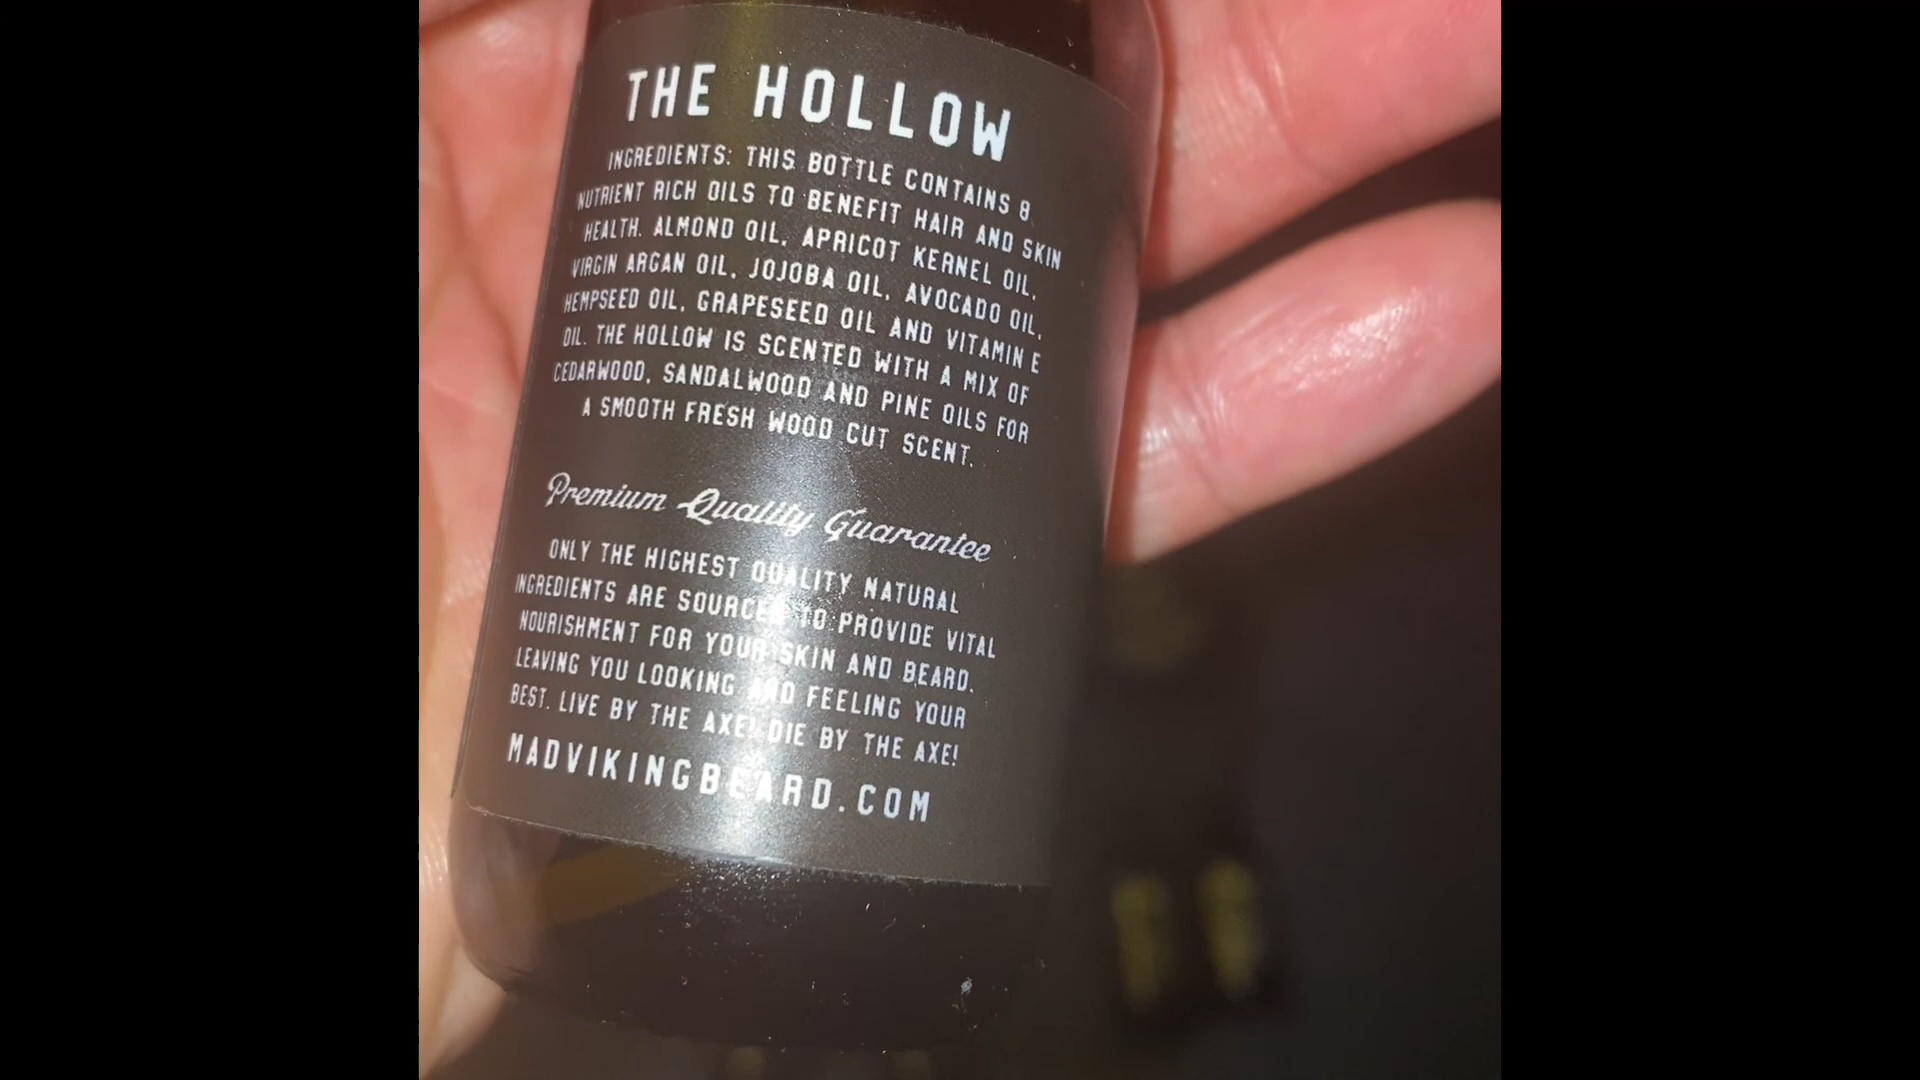 THE HOLLOW
INGREDIENTS: THIS BOTTLE CONTAINS 8
NUTRIENT RICH OILS TO BENEFIT HAIR AND SKIN
HEALTH. ALMOND OIL, APRICOT KERNEL OIL,
VIRGIN ARGAN OIL, JOJOBA OIL, AVOCADO OIL,
HEMPSEED OIL, GRAPESEED OIL AND VITAMIN E
OIL. THE HOLLOW IS SCENTED WITH A MIX OF
CEDARWOOD, SANDALWOOD AND PINE OILS FOR
A SMOOTH FRESH WOOD CUT SCENT.
Premium Quality Guarantee
ONLY THE HIGHEST QUALITY NATURAL
INGREDIENTS ARE SOURCED TO PROVIDE VITAL
NOURISHMENT FOR YOUR SKIN AND BEARD.
LEAVING YOU LOOKING AND FEELING YOUR
BEST. LIVE BY THE AXE! DIE BY THE AXE!
MADVIKINGBEARD.COM